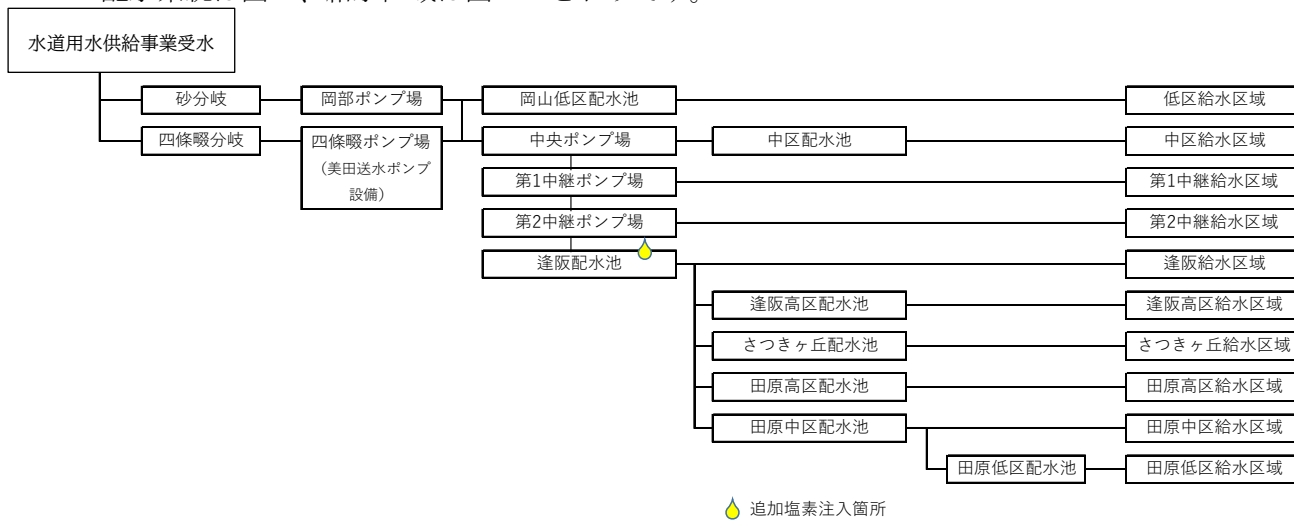 水道用水供給事業受水
砂分岐
岡部ポンプ場
岡山低区配水池
低区給水区域
四條畷分岐
四條畷ポンプ場
(美田送水ポンプ
設備)
中央ポンプ場
中区配水池
中区給水区域
第1中継ポンプ場
第1中継給水区域
第2中継ポンプ場
第2中継給水区域
逢阪配水池
逢阪給水区域
逢阪高区配水池
逢阪高区給水区域
さつきヶ丘配水池
さつきヶ丘給水区域
田原高区配水池
田原高区給水区域
田原中区配水池
田原中区給水区域
田原低区配水池
田原低区給水区域
追加塩素注入箇所